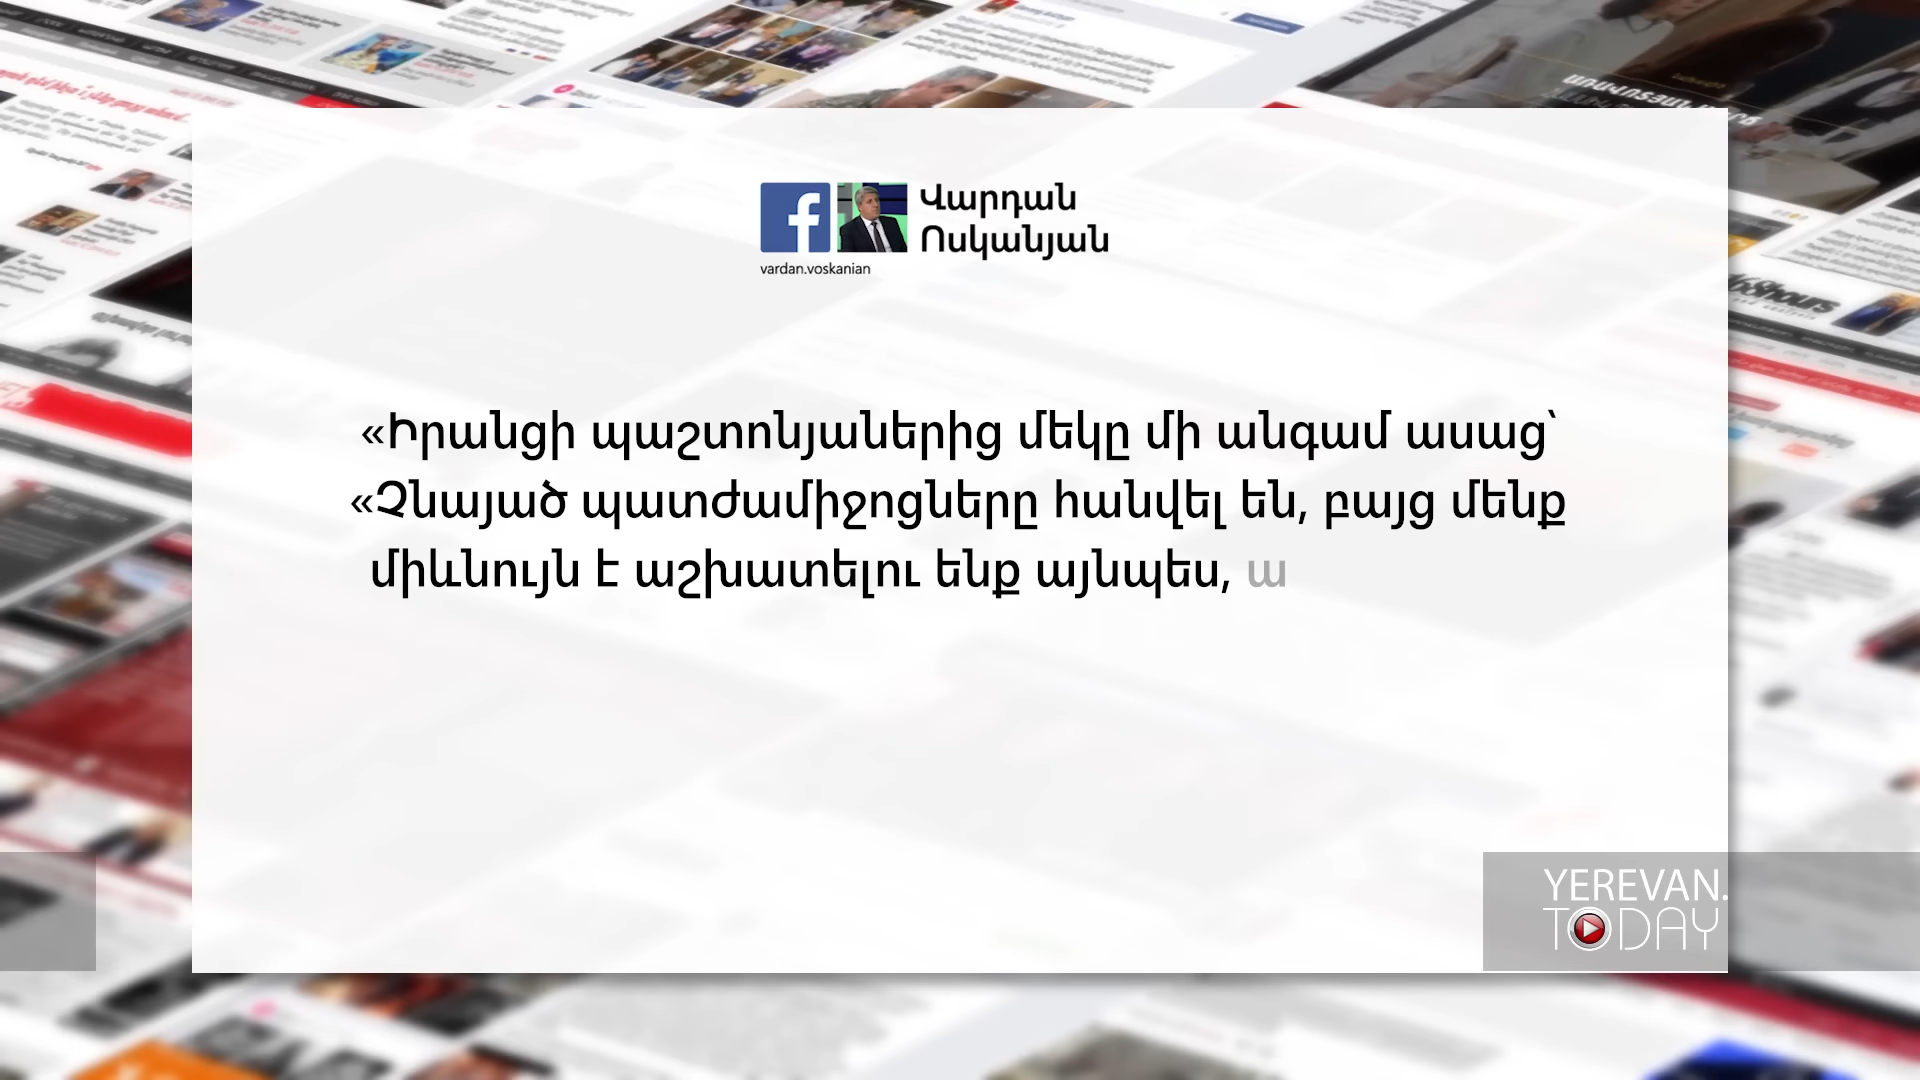 Վարդան
Ոսկանյան
vardan.voskanian
«Իրանցի պաշտոնյաներից մեկը մի անգամ ասաց՝
«Չնայած պատժամիջոցները հանվել են, բայց մենք
միևնույն է աշխատելու ենք այնպես, ա
YEREVAN.
TODAY